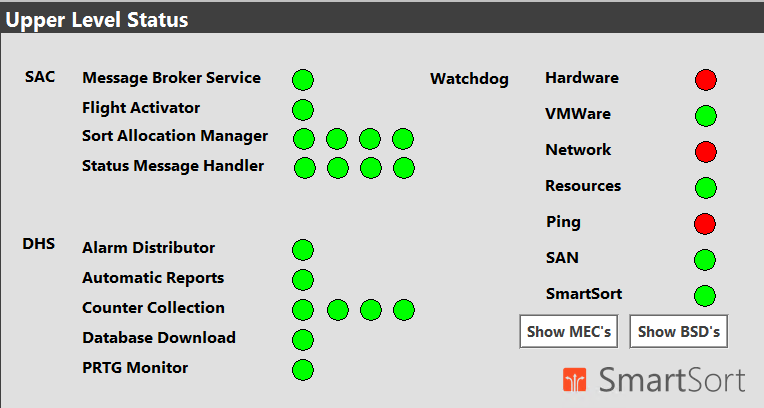 Upper Level Status
SAC
Message Broker Service
Flight Activator
Sort Allocation Manager
Status Message Handler
DHS
Alarm Distributor
Automatic Reports
Counter Collection
Database Download
PRTG Monitor
Watchdog
Hardware
VMWare
Network
Resources
Ping
SAN
SmartSort
Show MEC's
Show BSD's
SmartSort